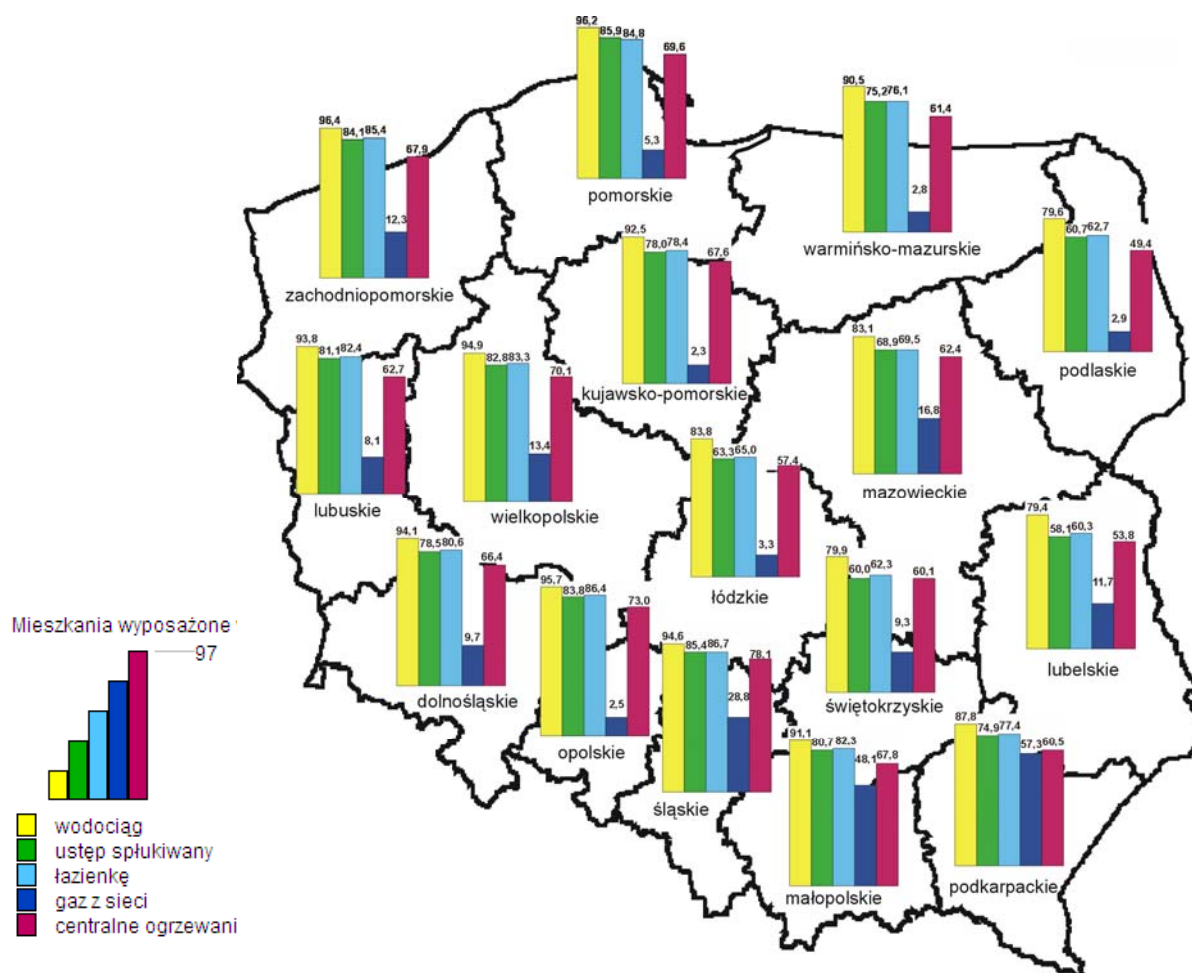 96,2
85,9 84,8
69,6
5,3
pomorskie
90,5
75,2 76,1
61,4
2,8
warmińsko-mazurskie
96,4
84,1 85,4
67,9
12,3
zachodniopomorskie
92,5
78,0 78,4
67,6
2,3
kujawsko-pomorskie
79,6
60,7 62,7
49,4
2,9
podlaskie
93,8
81,1 82,4
62,7
8,1
lubuskie
94,9
82,8 83,3
70,1
13,4
wielkopolskie
83,1
68,9 69,5
62,4
16,8
mazowieckie
83,8
63,3 65,0
57,4
3,3
łódzkie
79,4
58,1 60,3
53,8
11,7
lubelskie
94,1
78,5 80,6
66,4
9,7
dolnośląskie
95,7
83,8 86,4
73,0
2,5
opolskie
94,6
85,4 86,7
78,1
28,8
śląskie
79,9
60,0 62,3
60,1
9,3
świętokrzyskie
91,1
80,7 82,3
48,1 67,8
małopolskie
87,8
74,9 77,4
57,3 60,5
podkarpackie
Mieszkania wyposażone
97
wodociąg
ustęp spłukiwany
łazienkę
gaz z sieci
centralne ogrzewani